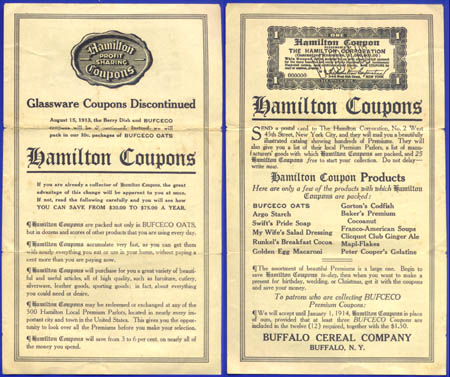 Hamilton
PROFIT
SHARING
Coupons
Glassware Coupons Discontinued
August 15, 1913, the Berry Dish and BUFCECO
coupons will be discontinued. Instead, we will
pack in our 10c. packages of BUFCECO OATS
Hamilton Coupons
If you are already a collector of Hamilton Coupons, the great
advantage of this change will be apparent to you at once.
If not, read the following carefully and you will see how
YOU CAN SAVE FROM $35.00 to $75.00 A YEAR.
¶ Hamilton Coupons are packed not only in BUFCECO OATS,
but in dozens and scores of other products that you are using every day.
¶ Hamilton Coupons accumulate very fast, as you can get them
with nearly everything you eat or use in your home, without paying a
cent more than you are paying now.
¶ Hamilton Coupons will purchase for you a great variety of beauti-
ful and useful articles, all of high quality, such as furniture, cutlery,
silverware, leather goods, sporting goods; in fact, about everything
you could need or desire.
¶ Hamilton Coupons may be redeemed or exchanged at any of the
500 Hamilton Local Premium Parlors, located in nearly every im-
portant city and town in the United States. This gives you the oppor-
tunity to look over all the Premiums before you make your selection.
¶ Hamilton Coupons will save from 3 to 6 per cent. on nearly all of
the money you spend.
ONE
1 Hamilton Coupon 1
THE HAMILTON CORPORATION
000000
Hamilton Coupons
SEND a postal card to The Hamilton Corporation, No. 2 West
45th Street, New York City, and they will mail you a beautifully
illustrated catalog showing hundreds of Premiums. They will
also give you a list of their local Premium Parlors, a list of manu-
facturers' goods with which Hamilton Coupons are packed, and 25
Hamilton Coupons free to start your collection. Do not delay—
write now.
Hamilton Coupon Products
Here are only a few of the products with which Hamilton
Coupons are packed:
BUFCECO OATS
Argo Starch
Swift's Pride Soap
My Wife's Salad Dressing
Runkel's Breakfast Cocoa
Golden Egg Macaroni
Gorton's Codfish
Baker's Premium
Cocoanut
Franco-American Soups
Clicquot Club Ginger Ale
Mapl-Flakes
Peter Cooper's Gelatine
¶ The assortment of beautiful Premiums is a large one. Begin to
save Hamilton Coupons to-day, then when you want to make a
present for birthday, wedding, or Christmas, get it with the coupons
and save your money.
To patrons who are collecting BUFCECO
Premium Coupons:
¶ We will accept until January 1, 1914, Hamilton Coupons in place
of ours, provided that at least three BUFCECO Coupons are
included in the twelve (12) required, together with the $1.50.
BUFFALO CEREAL COMPANY
BUFFALO, N. Y.